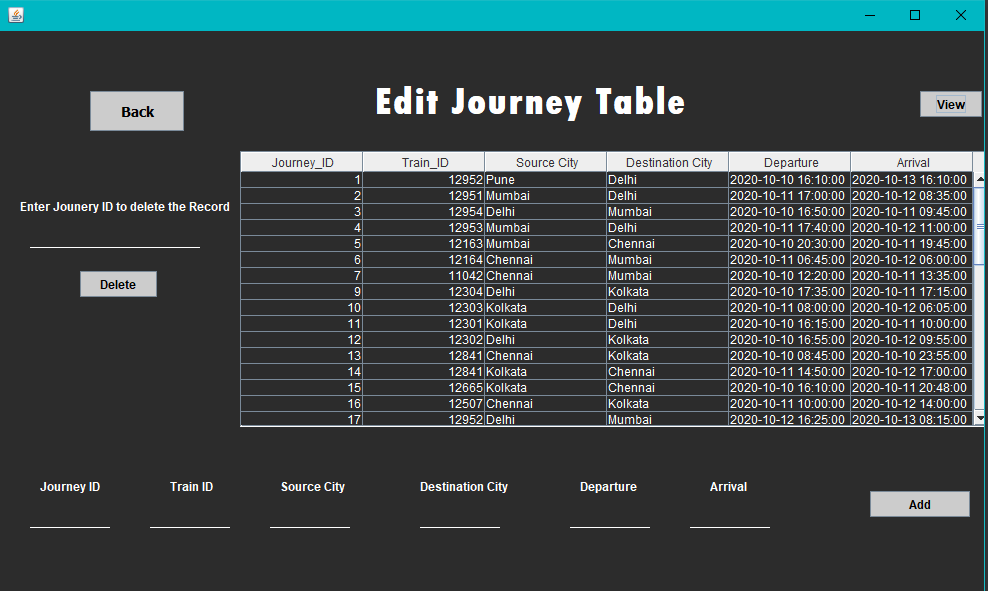 Edit Journey Table
Back
View
Journey_ID Train_ID Source City Destination City Departure Arrival
1 12952 Pune Delhi 2020-10-10 16:10:00 2020-10-13 16:10:00
2 12951 Mumbai Delhi 2020-10-11 17:00:00 2020-10-12 08:35:00
3 12954 Delhi Mumbai 2020-10-10 16:50:00 2020-10-11 09:45:00
4 12953 Mumbai Delhi 2020-10-11 17:40:00 2020-10-12 11:00:00
5 12163 Mumbai Chennai 2020-10-10 20:30:00 2020-10-11 19:45:00
6 12164 Chennai Mumbai 2020-10-11 06:45:00 2020-10-12 06:00:00
7 11042 Chennai Mumbai 2020-10-10 12:20:00 2020-10-11 13:35:00
9 12304 Delhi Kolkata 2020-10-10 17:35:00 2020-10-11 17:15:00
10 12303 Kolkata Delhi 2020-10-11 08:00:00 2020-10-12 06:05:00
11 12301 Kolkata Delhi 2020-10-10 16:15:00 2020-10-11 10:00:00
12 12302 Delhi Kolkata 2020-10-10 16:55:00 2020-10-12 09:55:00
13 12841 Chennai Kolkata 2020-10-10 08:45:00 2020-10-10 23:55:00
14 12841 Kolkata Chennai 2020-10-11 14:50:00 2020-10-12 17:00:00
15 12665 Kolkata Chennai 2020-10-10 16:10:00 2020-10-11 20:48:00
16 12507 Chennai Kolkata 2020-10-11 10:00:00 2020-10-12 14:00:00
17 12952 Delhi Mumbai 2020-10-12 16:25:00 2020-10-13 08:15:00
Enter Jounery ID to delete the Record
Delete
Journey ID Train ID Source City Destination City Departure Arrival
Add